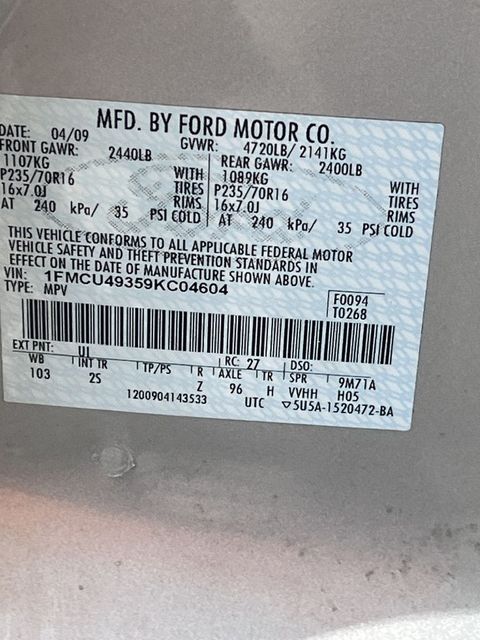 MFD. BY FORD MOTOR CO.
DATE: 04/09 GVWR: 4720LB/ 2141KG
FRONT GAWR: 2440LB REAR GAWR: 2400LB
1107KG WITH 1089KG WITH
P235/70R16 TIRES P235/70R16 TIRES
16x7.0J RIMS 16x7.0J RIMS
AT 240 kPa/ 35 PSI COLD AT 240 kPa/ 35 PSI COLD
THIS VEHICLE CONFORMS TO ALL APPLICABLE FEDERAL MOTOR
VEHICLE SAFETY AND THEFT PREVENTION STANDARDS IN
EFFECT ON THE DATE OF MANUFACTURE SHOWN ABOVE.
VIN: 1FMCU49359KC04604
TYPE: MPV F0094
T0268
EXT PNT: UI RC: 27 DSO:
WB INT TR TP/PS R AXLE TR SPR 9M71A
103 2S Z 96 H VVHH H05
1200904143533 UTC ▽5U5A-1520472-BA